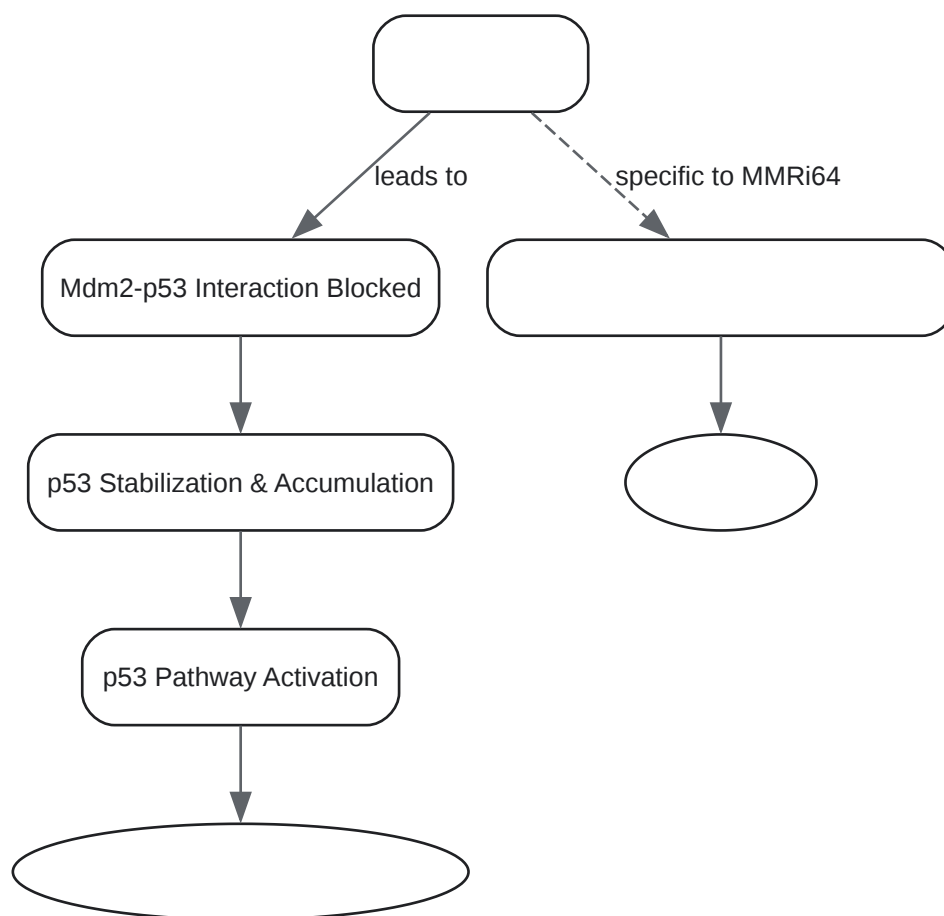 leads to
specific to MMRi64
Mdm2-p53 Interaction Blocked
p53 Stabilization & Accumulation
p53 Pathway Activation